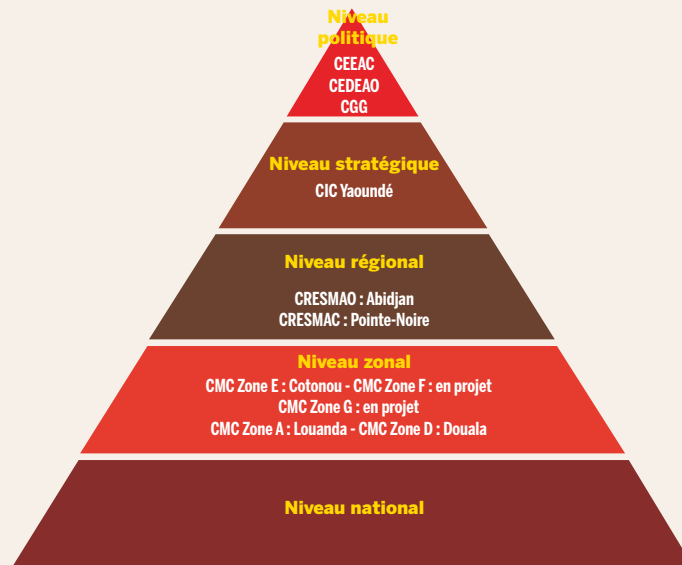 Niveau
politique
CEEAC
CEDEAO
CGG
Niveau stratégique
CIC Yaoundé
Niveau régional
CRESMAO : Abidjan
CRESMAC : Pointe-Noire
Niveau zonal
CMC Zone E : Cotonou - CMC Zone F : en projet
CMC Zone G : en projet
CMC Zone A : Louanda - CMC Zone D : Douala
Niveau national